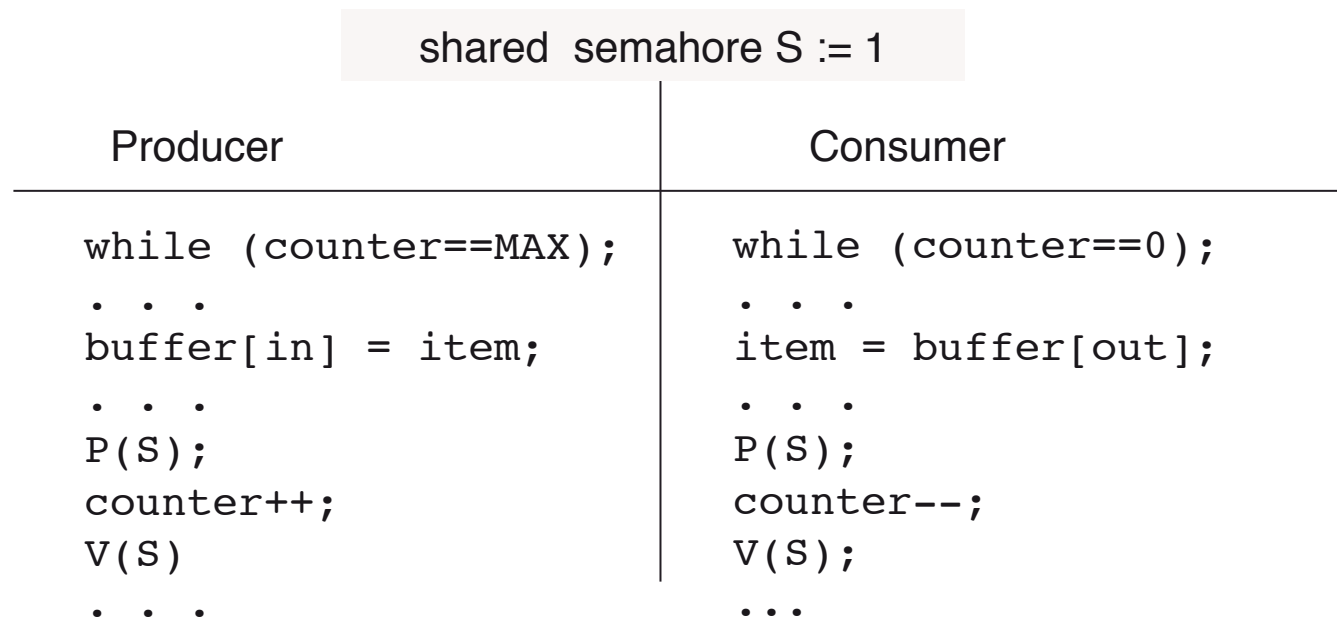 shared semahore S := 1
Producer
while (counter==MAX);
. . .
buffer[in] = item;
. . .
P(S);
counter++;
V(S)
. . .
Consumer
while (counter==0);
. . .
item = buffer[out];
. . .
P(S);
counter--;
V(S);
...